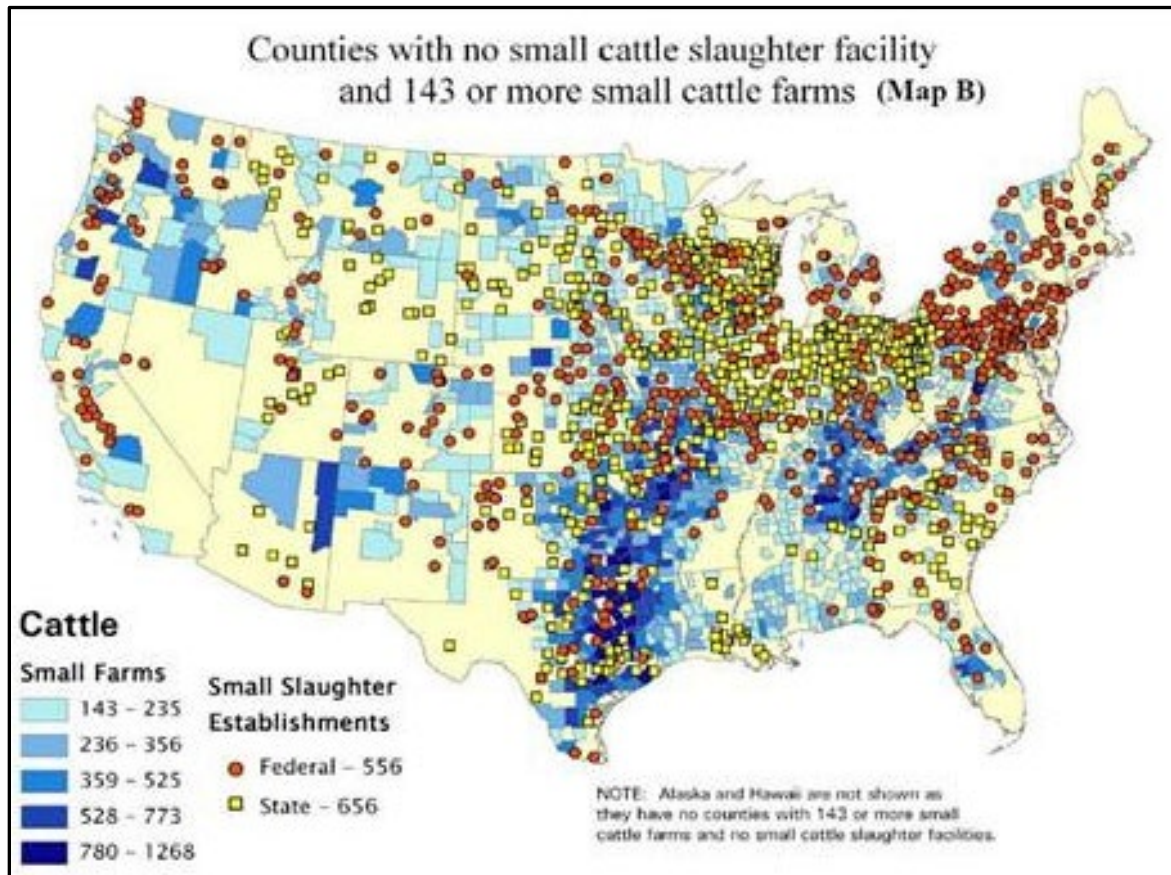 Counties with no small cattle slaughter facility
and 143 or more small cattle farms (Map B)
Cattle
Small Farms
143 - 235
236 - 356
359 - 525
528 - 773
780 - 1268
Small Slaughter
Establishments
Federal - 556
State - 656
NOTE: Alaska and Hawaii are not shown as
they have no counties with 143 or more small
cattle farms and no small cattle slaughter facilities.